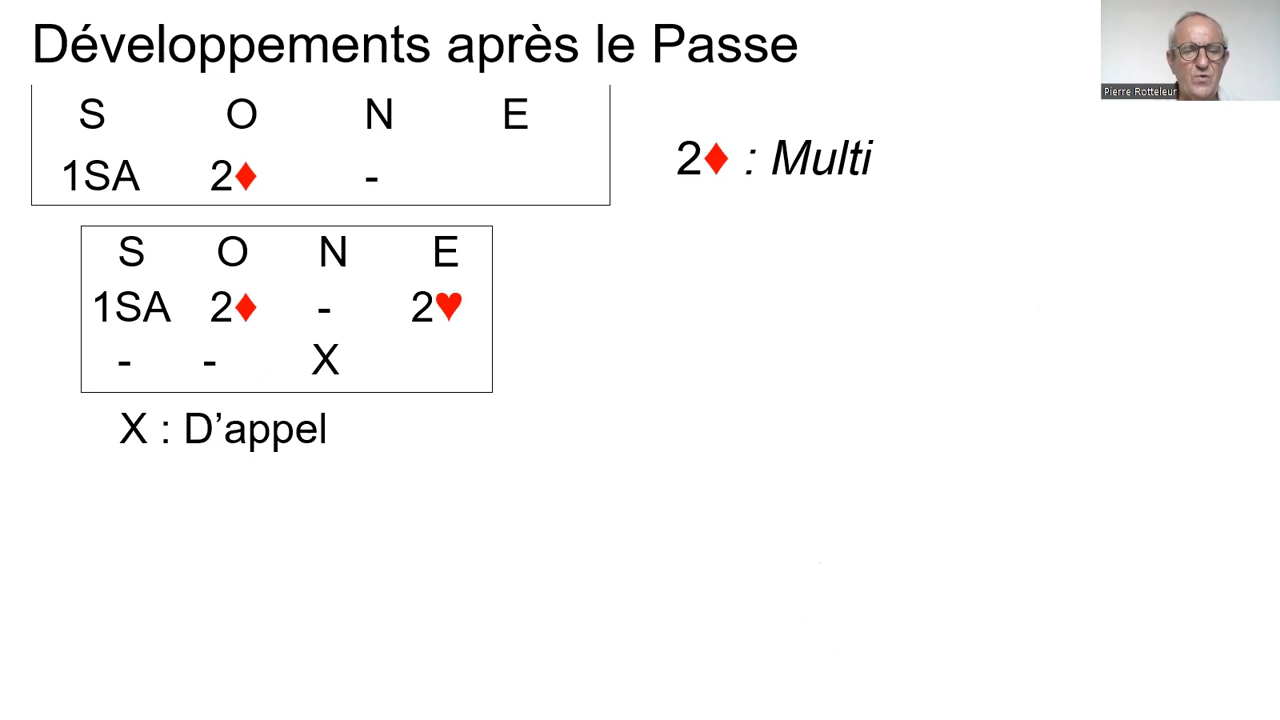 Développements après le Passe
Pierre Rotteleur
S O N E
1SA 2♦ -
2♦ : Multi
S O N E
1SA 2♦ - 2♥
- - X
X : D’appel